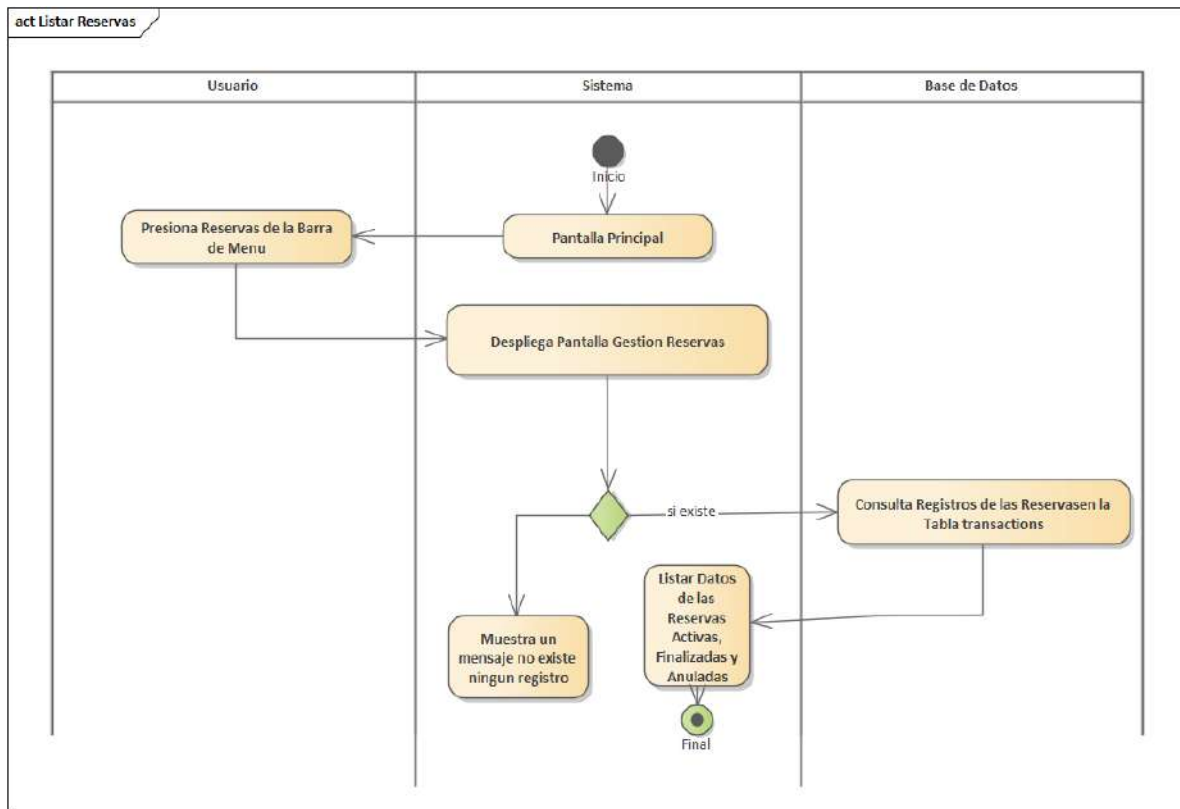 act Listar Reservas
Usuario
Sistema
Base de Datos
Inicio
Presiona Reservas de la Barra
de Menu
Pantalla Principal
Despliega Pantalla Gestion Reservas
si existe
Consulta Registros de las Reservasen la
Tabla transactions
Listar Datos
de las
Reservas
Activas,
Finalizadas y
Anuladas
Muestra un
mensaje no existe
ningun registro
Final